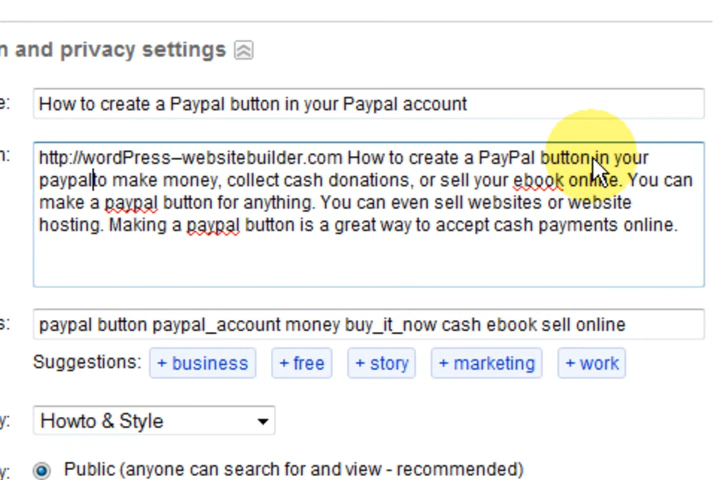 n and privacy settings
e: How to create a Paypal button in your Paypal account
n: http://wordPress–websitebuilder.com How to create a PayPal button in your
paypalto make money, collect cash donations, or sell your ebook online. You can
make a paypal button for anything. You can even sell websites or website
hosting. Making a paypal button is a great way to accept cash payments online.
s: paypal button paypal_account money buy_it_now cash ebook sell online
Suggestions: + business + free + story + marketing + work
y: Howto & Style
y: Public (anyone can search for and view - recommended)